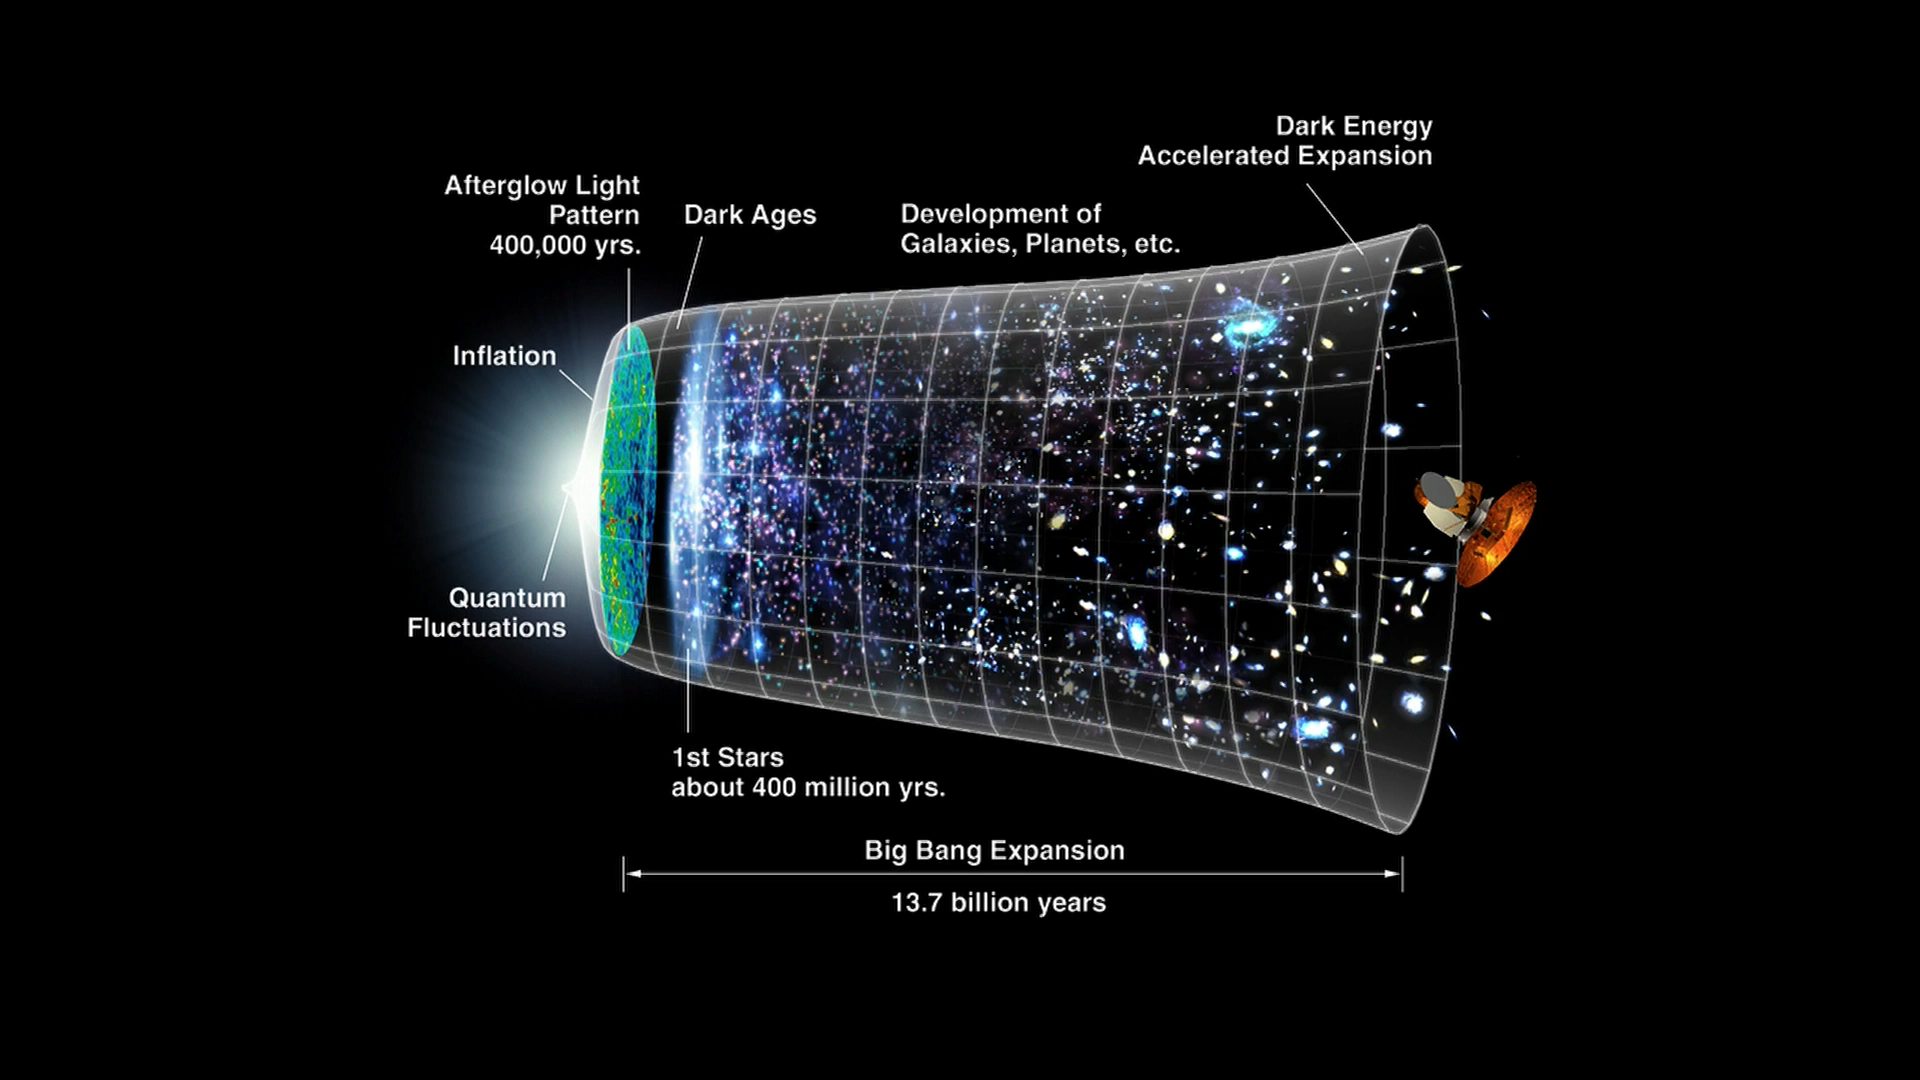 Dark Energy
Accelerated Expansion
Afterglow Light
Pattern
400,000 yrs.
Dark Ages
Development of
Galaxies, Planets, etc.
Inflation
Quantum
Fluctuations
1st Stars
about 400 million yrs.
Big Bang Expansion
13.7 billion years